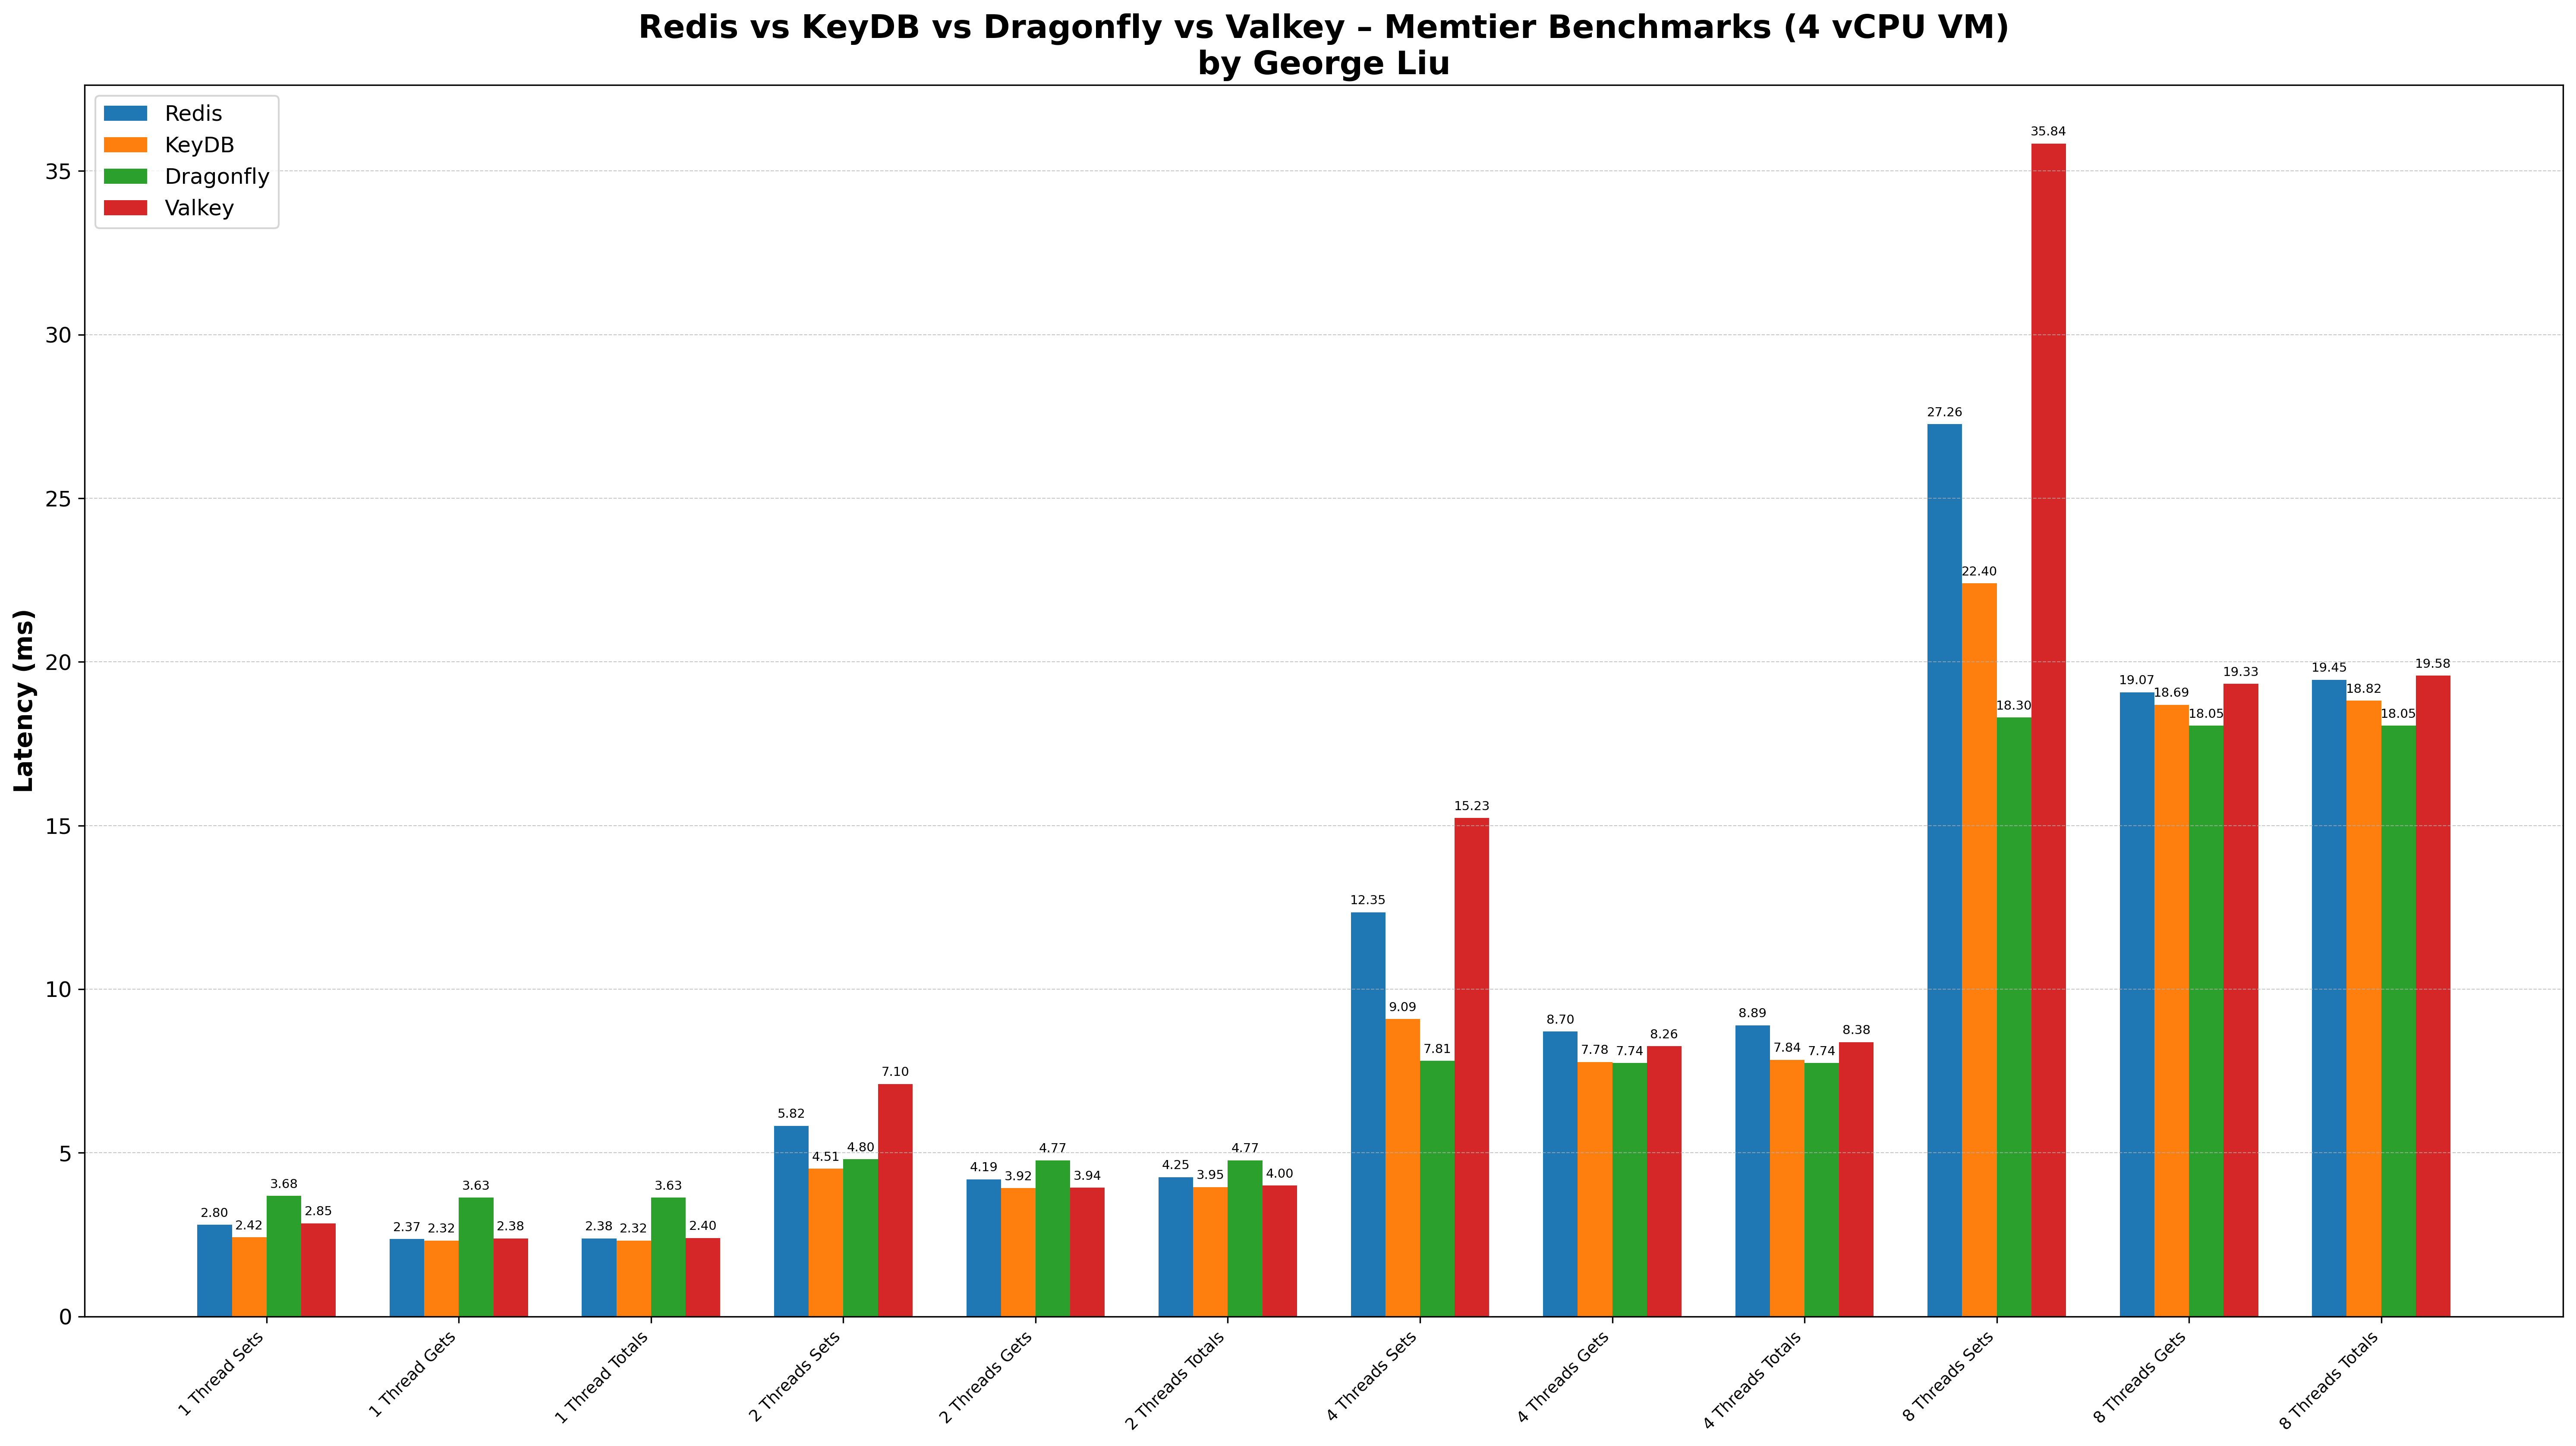 Redis vs KeyDB vs Dragonfly vs Valkey – Memtier Benchmarks (4 vCPU VM)
by George Liu
Redis
KeyDB
Dragonfly
Valkey
Latency (ms)
35
30
25
20
15
10
5
0
2.80
2.42
3.68
2.85
2.37
2.32
3.63
2.38
2.38
2.32
3.63
2.40
5.82
4.51
4.80
7.10
4.19
3.92
4.77
3.94
4.25
3.95
4.77
4.00
12.35
9.09
7.81
15.23
8.70
7.78
7.74
8.26
8.89
7.84
7.74
8.38
27.26
22.40
18.30
35.84
19.07
18.69
18.05
19.33
19.45
18.82
18.05
19.58
1 Thread Sets
1 Thread Gets
1 Thread Totals
2 Threads Sets
2 Threads Gets
2 Threads Totals
4 Threads Sets
4 Threads Gets
4 Threads Totals
8 Threads Sets
8 Threads Gets
8 Threads Totals